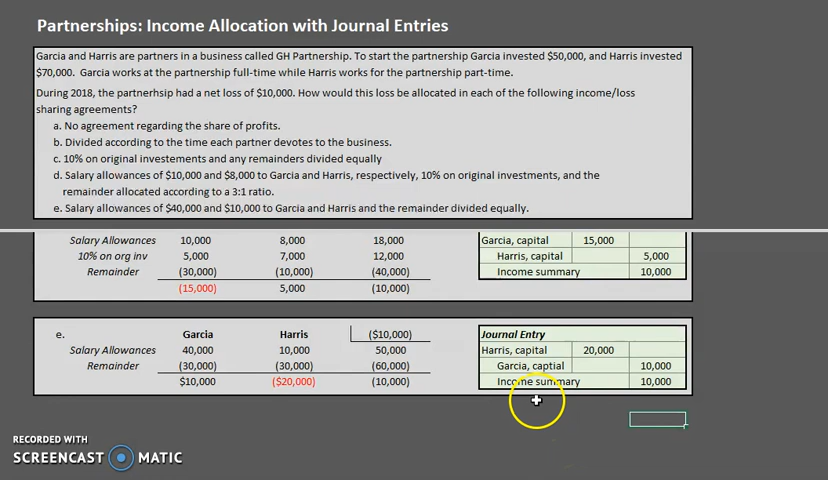 Partnerships: Income Allocation with Journal Entries
Garcia and Harris are partners in a business called GH Partnership. To start the partnership Garcia invested $50,000, and Harris invested
$70,000. Garcia works at the partnership full-time while Harris works for the partnership part-time.
During 2018, the partnerhsip had a net loss of $10,000. How would this loss be allocated in each of the following income/loss
sharing agreements?
a. No agreement regarding the share of profits.
b. Divided according to the time each partner devotes to the business.
c. 10% on original investements and any remainders divided equally
d. Salary allowances of $10,000 and $8,000 to Garcia and Harris, respectively, 10% on original investments, and the
remainder allocated according to a 3:1 ratio.
e. Salary allowances of $40,000 and $10,000 to Garcia and Harris and the remainder divided equally.
Salary Allowances 10,000 8,000 18,000 Garcia, capital 15,000
10% on org inv 5,000 7,000 12,000 Harris, capital 5,000
Remainder (30,000) (10,000) (40,000) Income summary 10,000
(15,000) 5,000 (10,000)
e. Garcia Harris ($10,000) Journal Entry
Salary Allowances 40,000 10,000 50,000 Harris, capital 20,000
Remainder (30,000) (30,000) (60,000) Garcia, captial 10,000
$10,000 ($20,000) (10,000) Income summary 10,000
RECORDED WITH
SCREENCAST MATIC